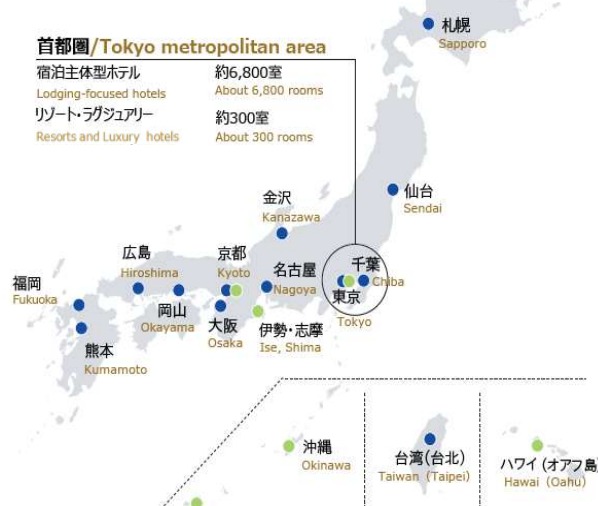 札幌
Sapporo
首都圏/Tokyo metropolitan area
宿泊主体型ホテル 約6,800室
Lodging-focused hotels About 6,800 rooms
リゾート・ラグジュアリー 約300室
Resorts and Luxury hotels About 300 rooms
仙台
Sendai
金沢
Kanazawa
広島
Hiroshima
京都
Kyoto
名古屋
Nagoya
千葉
Chiba
東京
Tokyo
福岡
Fukuoka
岡山
Okayama
大阪
Osaka
伊勢・志摩
Ise, Shima
熊本
Kumamoto
沖縄
Okinawa
台湾(台北)
Taiwan (Taipei)
ハワイ (オアフ島
Hawai (Oahu)